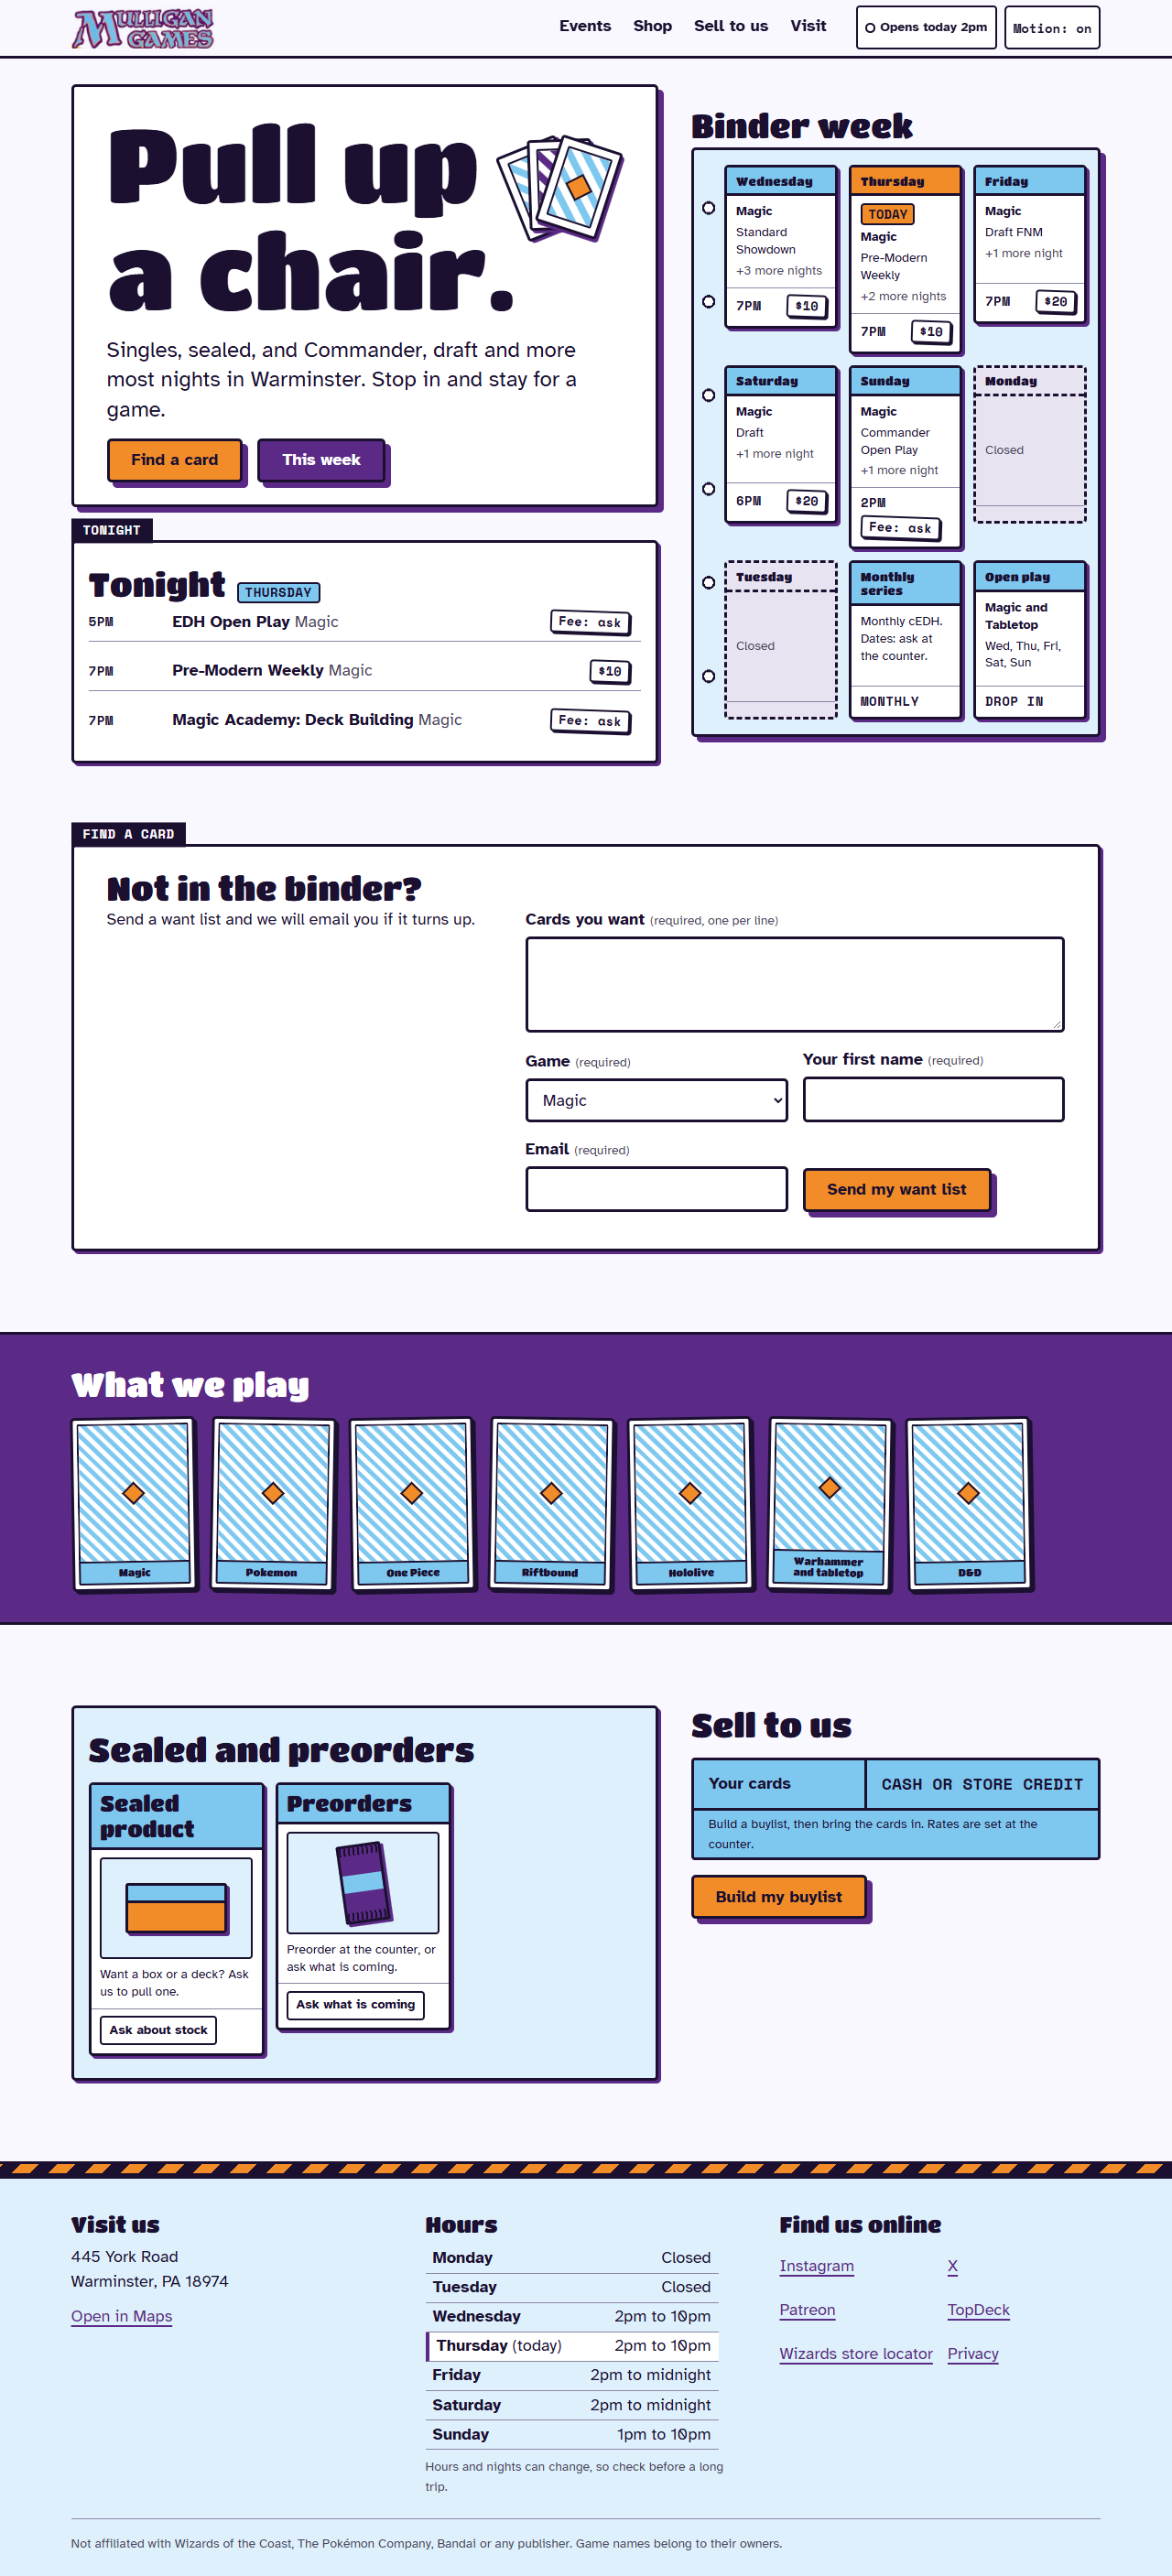 MULLIGAN
GAMES
Events Shop Sell to us Visit Opens today 2pm Motion: on
Pull up
a chair.
Singles, sealed, and Commander, draft and more
most nights in Warminster. Stop in and stay for a
game.
Find a card This week
Binder week
Wednesday
Magic
Standard
Showdown
+3 more nights
7PM $10
Thursday
TODAY
Magic
Pre-Modern
Weekly
+2 more nights
7PM $10
Friday
Magic
Draft FNM
+1 more night
7PM $20
Saturday
Magic
Draft
+1 more night
6PM $20
Sunday
Magic
Commander
Open Play
+1 more night
2PM
Fee: ask
Monday
Closed
Tuesday
Closed
Monthly
series
Monthly cEDH.
Dates: ask at
the counter.
MONTHLY
Open play
Magic and
Tabletop
Wed, Thu, Fri,
Sat, Sun
DROP IN
TONIGHT
Tonight THURSDAY
5PM EDH Open Play Magic Fee: ask
7PM Pre-Modern Weekly Magic $10
7PM Magic Academy: Deck Building Magic Fee: ask
FIND A CARD
Not in the binder?
Send a want list and we will email you if it turns up.
Cards you want (required, one per line)
Game (required)
Magic
Your first name (required)
Email (required)
Send my want list
What we play
Magic
Pokemon
One Piece
Riftbound
Hololive
Warhammer
and tabletop
D&D
Sealed and preorders
Sealed
product
Want a box or a deck? Ask
us to pull one.
Ask about stock
Preorders
Preorder at the counter, or
ask what is coming.
Ask what is coming
Sell to us
Your cards CASH OR STORE CREDIT
Build a buylist, then bring the cards in. Rates are set at the
counter.
Build my buylist
Visit us
445 York Road
Warminster, PA 18974
Open in Maps
Hours
Monday Closed
Tuesday Closed
Wednesday 2pm to 10pm
Thursday (today) 2pm to 10pm
Friday 2pm to midnight
Saturday 2pm to midnight
Sunday 1pm to 10pm
Hours and nights can change, so check before a long
trip.
Find us online
Instagram X
Patreon TopDeck
Wizards store locator Privacy
Not affiliated with Wizards of the Coast, The Pokémon Company, Bandai or any publisher. Game names belong to their owners.